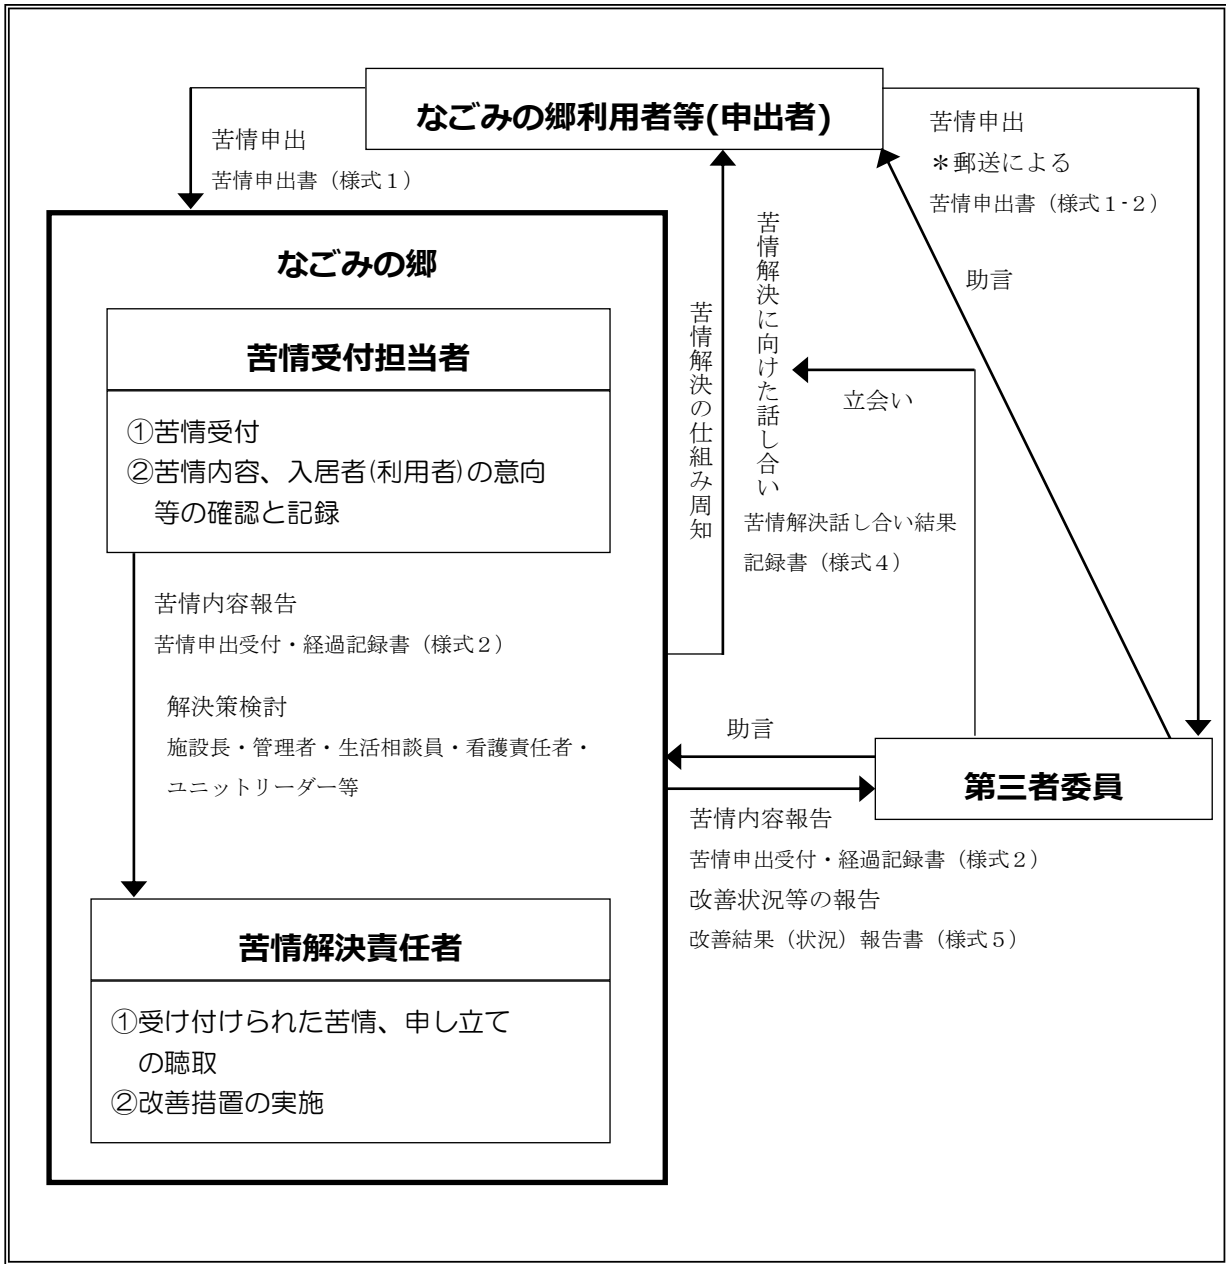 なごみの郷利用者等(申出者)
苦情申出
苦情申出書（様式１）
苦情申出
＊郵送による
苦情申出書（様式１-２）
なごみの郷
苦情受付担当者
①苦情受付
②苦情内容、入居者(利用者)の意向
等の確認と記録
苦情内容報告
苦情申出受付・経過記録書（様式２）
解決策検討
施設長・管理者・生活相談員・看護責任者・
ユニットリーダー等
苦情解決責任者
①受け付けられた苦情、申し立て
の聴取
②改善措置の実施
苦情解決の仕組み周知
苦情解決に向けた話し合い
苦情解決話し合い結果
記録書（様式４）
立会い
助言
助言
第三者委員
苦情内容報告
苦情申出受付・経過記録書（様式２）
改善状況等の報告
改善結果（状況）報告書（様式５）